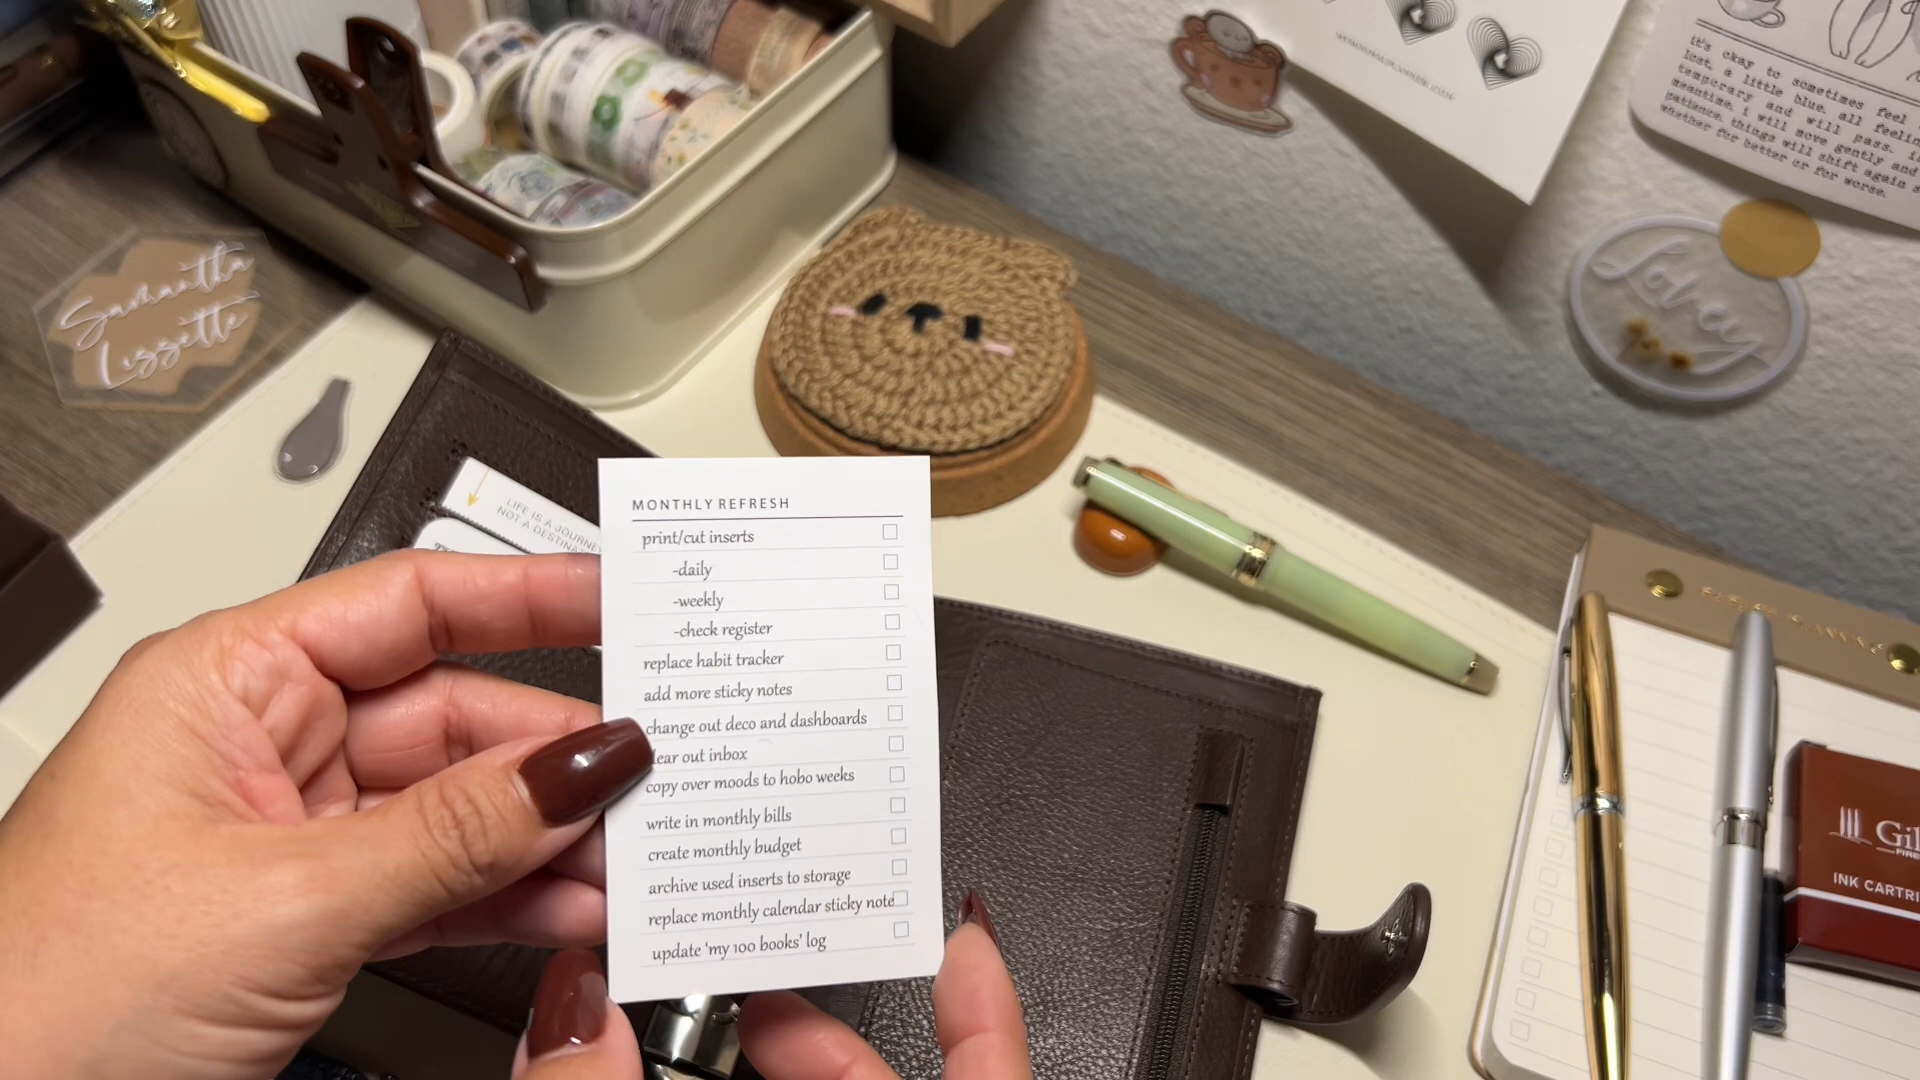 MONTHLY REFRESH
print/cut inserts
-daily
-weekly
-check register
replace habit tracker
add more sticky notes
change out deco and dashboards
lear out inbox
copy over moods to hobo weeks
write in monthly bills
create monthly budget
archive used inserts to storage
replace monthly calendar sticky note
update ‘my 100 books’ log
Samantha
Lissette
LIFE IS A JOURNEY
NOT A DESTINA
it's okay to sometimes feel
lost, a little blue. all feelin
temporary and will pass. i
meantime, i will move gently and
patience. things will shift again s
whether for better or for worse.
lovey
Gil
INK CARTRI